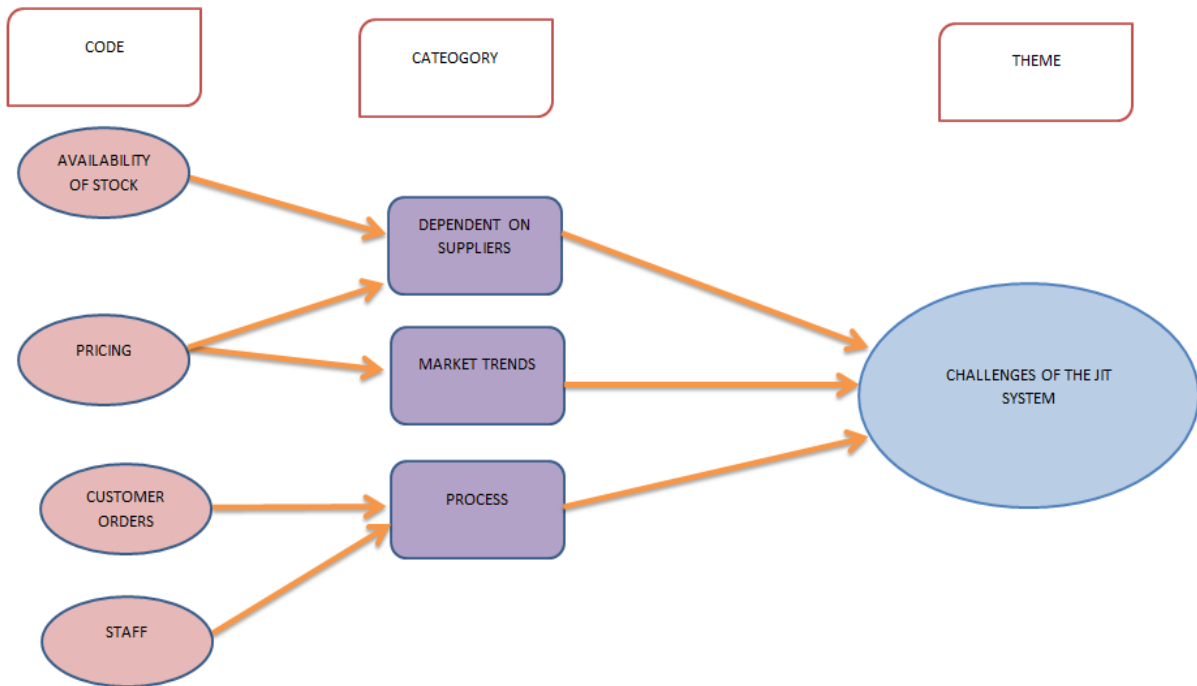 CODE
CATEOGORY
THEME
AVAILABILITY
OF STOCK
DEPENDENT ON
SUPPLIERS
PRICING
MARKET TRENDS
CHALLENGES OF THE JIT
SYSTEM
CUSTOMER
ORDERS
PROCESS
STAFF